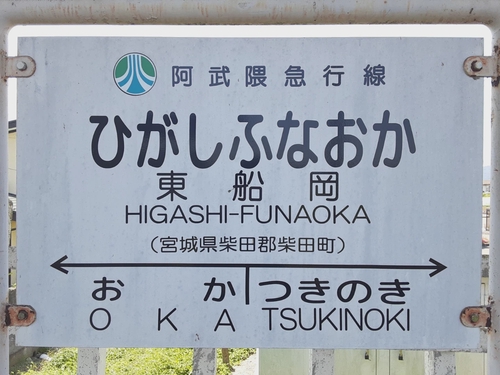 阿武隈急行線
ひがしふなおか
東船岡
HIGASHI-FUNAOKA
(宮城県柴田郡柴田町)
おか つきのき
OKA TSUKINOKI